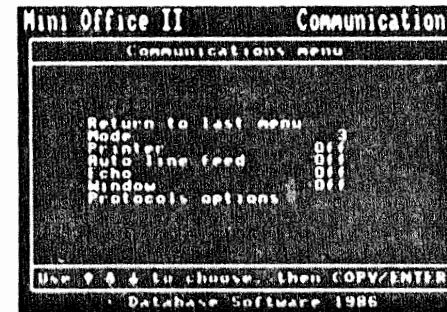 Mini Office II Communication
Communications menu
Return to last menu
Mode 3
Printer Off
Auto line feed Off
Echo Off
Window Off
Protocols options
Use ↑ & ↓ to choose, then COPY/ENTER
Database Software 1986